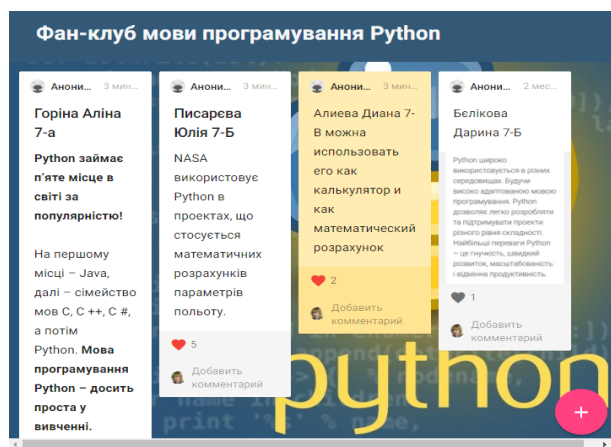 Фан-клуб мови програмування Python
Анони... 3 мин...
Горіна Аліна
7-а
Python займає
п'яте місце в
світі за
популярністю!
На першому
місці – Java,
далі – сімейство
мов C, C ++, C #,
а потім
Python. Мова
програмування
Python – досить
проста у
вивченні.
Анони... 3 мин...
Писарєва
Юлія 7-Б
NASA
використовує
Python в
проектах, що
стосується
математичних
розрахунків
параметрів
польоту.
5
Добавить
комментарий
Анони... 3 мин...
Алиева Диана 7-
В можна
использовать
его как
калькулятор и
как
математический
розрахунок
2
Добавить
комментарий
Анони... 2 мес...
Бєлікова
Дарина 7-Б
Python широко
використовується в різних
середовищах. Будучи
високо адаптованою мовою
програмування. Python
дозволяє легко розробляти
та підтримувати проекти
різного рівня складності.
Найбільші переваги Python
– це гнучкість, швидкий
розвиток, масштабованість
і відмінна продуктивність.
1
Добавить
комментарий
python
print '%s' % name,